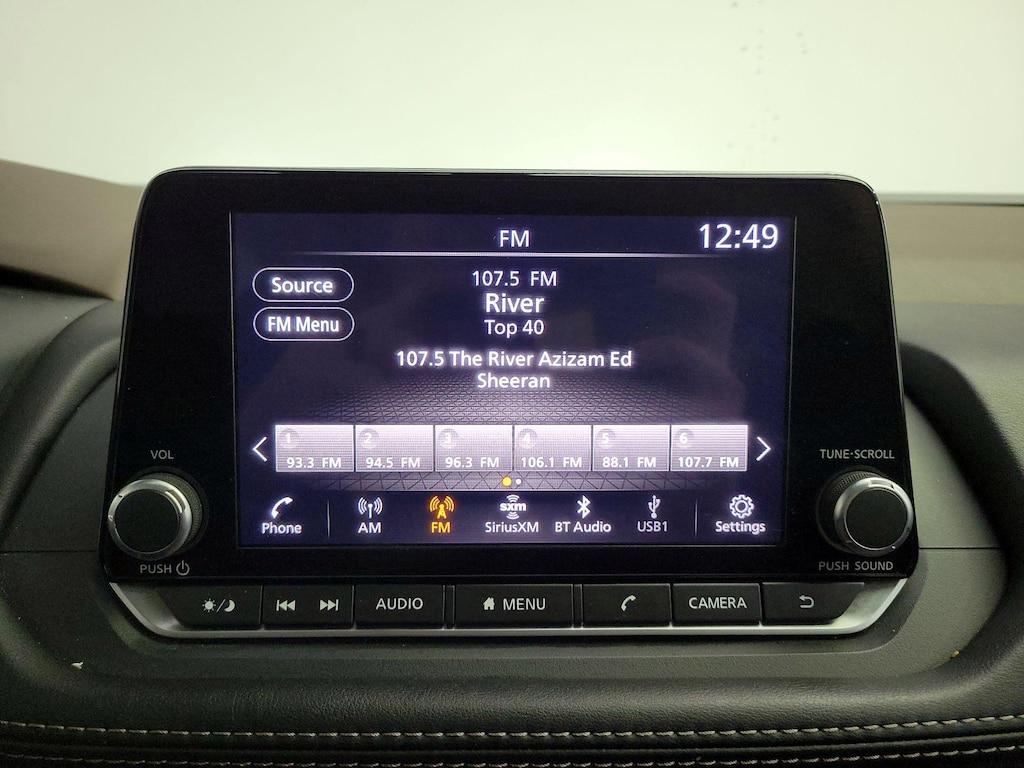 FM 12:49
Source
FM Menu
107.5 FM
River
Top 40
107.5 The River Azizam Ed
Sheeran
1 2 3 4 5 6
93.3 FM 94.5 FM 96.3 FM 106.1 FM 88.1 FM 107.7 FM
sxm
Phone AM FM SiriusXM BT Audio USB1 Settings
VOL
TUNE·SCROLL
PUSH
PUSH SOUND
AUDIO MENU CAMERA